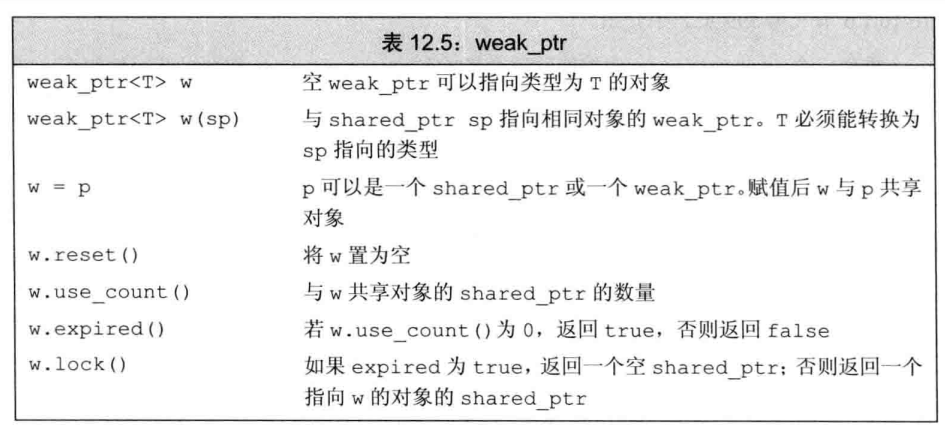 表 12.5：weak_ptr
weak_ptr<T> w 空 weak_ptr 可以指向类型为 T 的对象
weak_ptr<T> w(sp) 与 shared_ptr sp 指向相同对象的 weak_ptr。T 必须能转换为
sp 指向的类型
w = p p 可以是一个 shared_ptr 或一个 weak_ptr。赋值后 w 与 p 共享
对象
w.reset() 将 w 置为空
w.use_count() 与 w 共享对象的 shared_ptr 的数量
w.expired() 若 w.use_count()为 0，返回 true，否则返回 false
w.lock() 如果 expired 为 true，返回一个空 shared_ptr；否则返回一个
指向 w 的对象的 shared_ptr